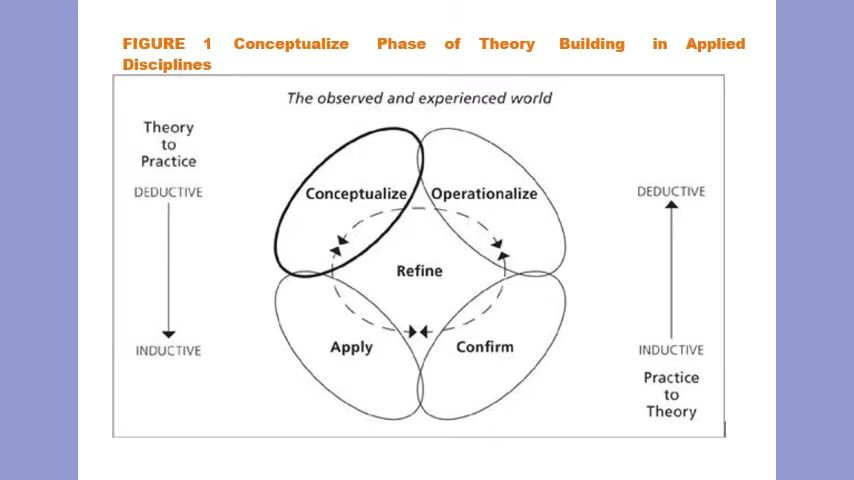 FIGURE 1 Conceptualize Phase of Theory Building in Applied
Disciplines
The observed and experienced world
Theory
to
Practice
DEDUCTIVE
INDUCTIVE
Conceptualize
Operationalize
Refine
Apply
Confirm
DEDUCTIVE
INDUCTIVE
Practice
to
Theory